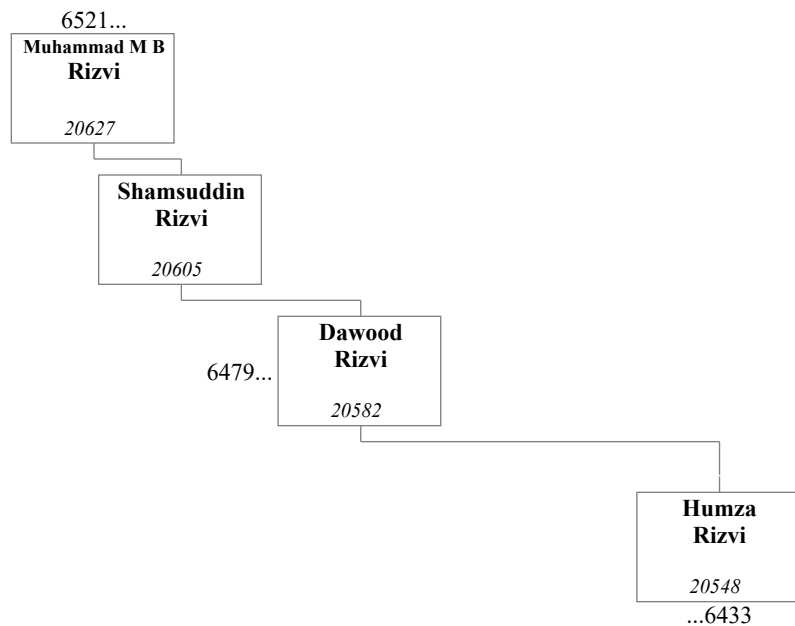 6521...
Muhammad M B
Rizvi
20627
Shamsuddin
Rizvi
20605
Dawood
Rizvi
6479...
20582
Humza
Rizvi
20548
...6433